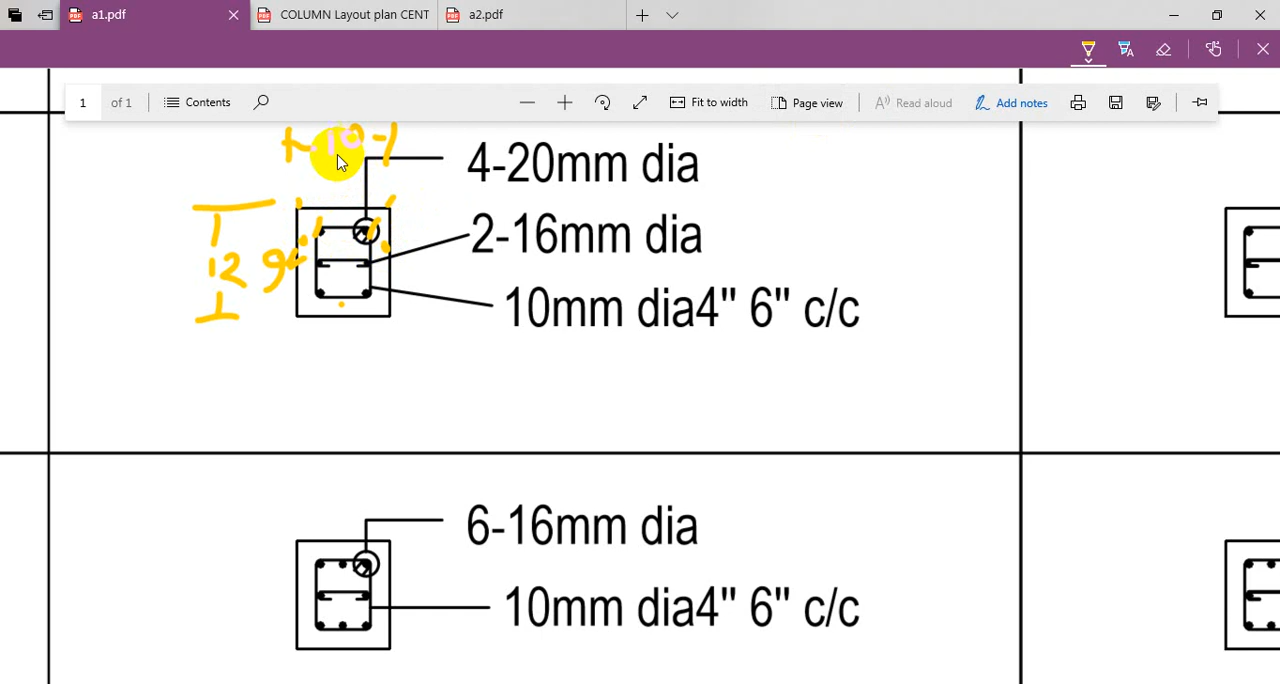 a1.pdf
COLUMN Layout plan CENT
a2.pdf
1 of 1
Contents
Fit to width
Page view
Read aloud
Add notes
10
4-20mm dia
12
2-16mm dia
10mm dia4" 6" c/c
6-16mm dia
10mm dia4" 6" c/c